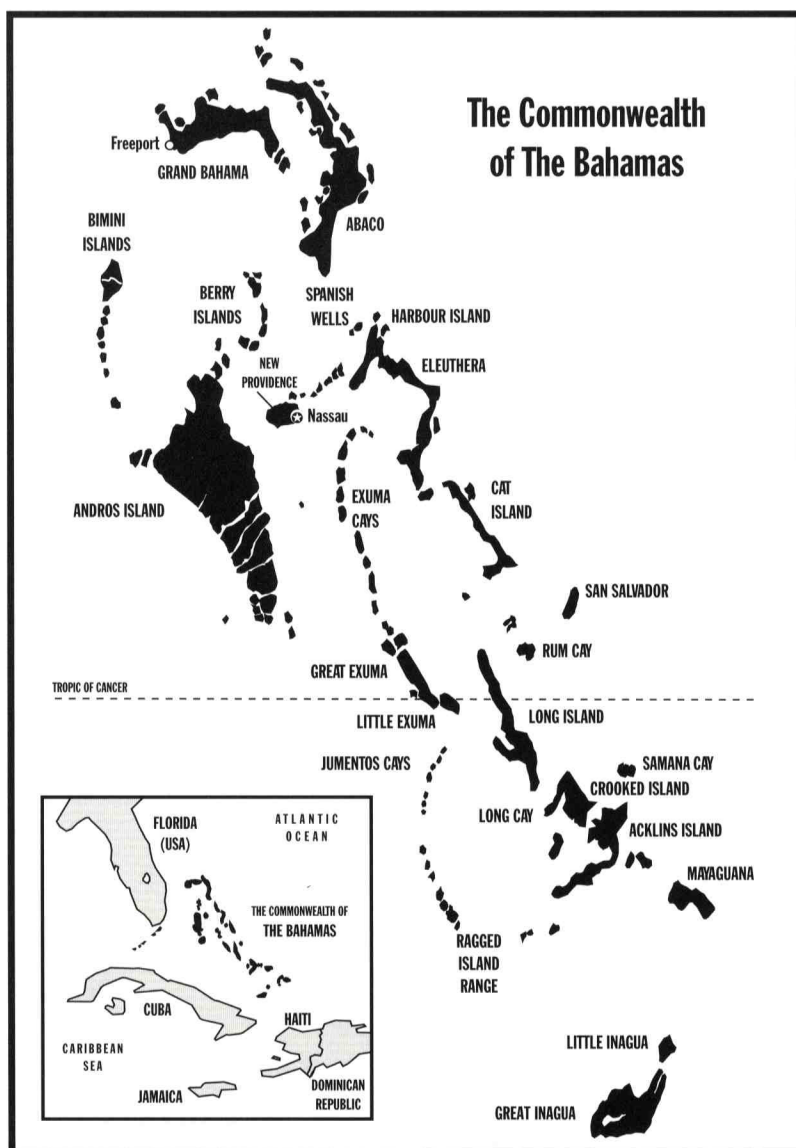 The Commonwealth
of The Bahamas
Freeport
GRAND BAHAMA
ABACO
BIMINI
ISLANDS
BERRY
ISLANDS
SPANISH
WELLS
HARBOUR ISLAND
ELEUTHERA
NEW
PROVIDENCE
Nassau
ANDROS ISLAND
EXUMA
CAYS
CAT
ISLAND
SAN SALVADOR
RUM CAY
GREAT EXUMA
TROPIC OF CANCER
LITTLE EXUMA
LONG ISLAND
JUMENTOS CAYS
SAMANA CAY
CROOKED ISLAND
LONG CAY
ACKLINS ISLAND
MAYAGUANA
RAGGED
ISLAND
RANGE
LITTLE INAGUA
GREAT INAGUA
FLORIDA
(USA)
ATLANTIC
OCEAN
THE COMMONWEALTH OF
THE BAHAMAS
CUBA
HAITI
CARIBBEAN
SEA
JAMAICA
DOMINICAN
REPUBLIC